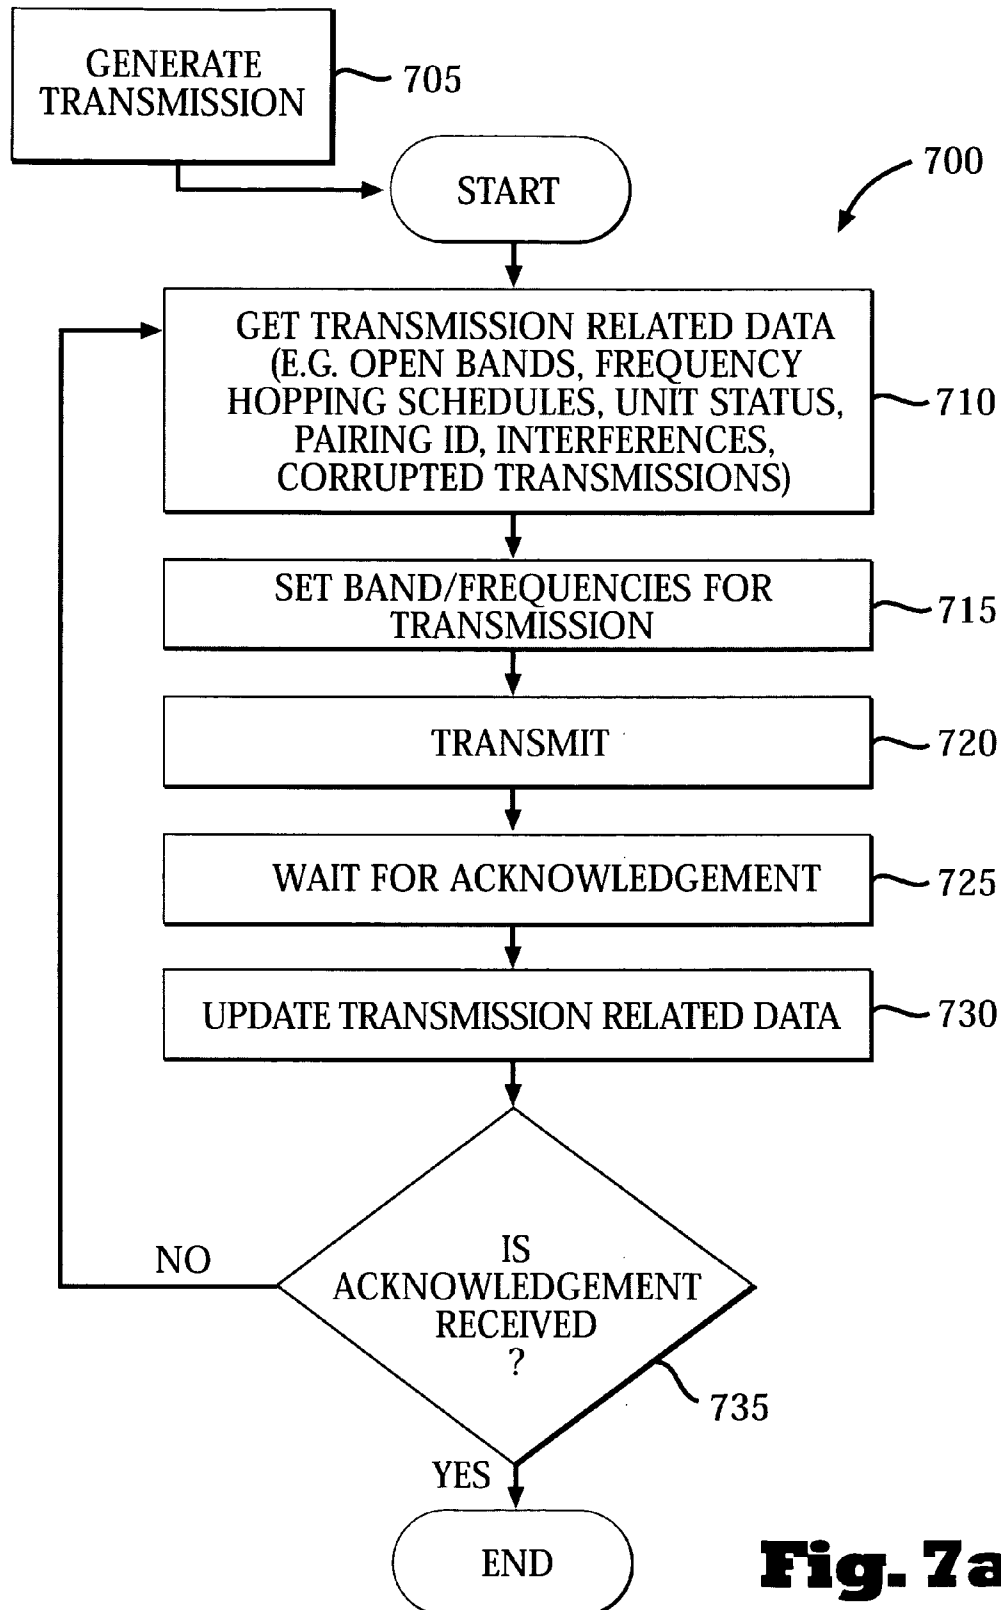 GENERATE
TRANSMISSION
705
START
700
GET TRANSMISSION RELATED DATA
(E.G. OPEN BANDS, FREQUENCY
HOPPING SCHEDULES, UNIT STATUS,
PAIRING ID, INTERFERENCES,
CORRUPTED TRANSMISSIONS)
710
SET BAND/FREQUENCIES FOR
TRANSMISSION
715
TRANSMIT
720
WAIT FOR ACKNOWLEDGEMENT
725
UPDATE TRANSMISSION RELATED DATA
730
NO
IS
ACKNOWLEDGEMENT
RECEIVED
?
735
YES
END
Fig. 7a